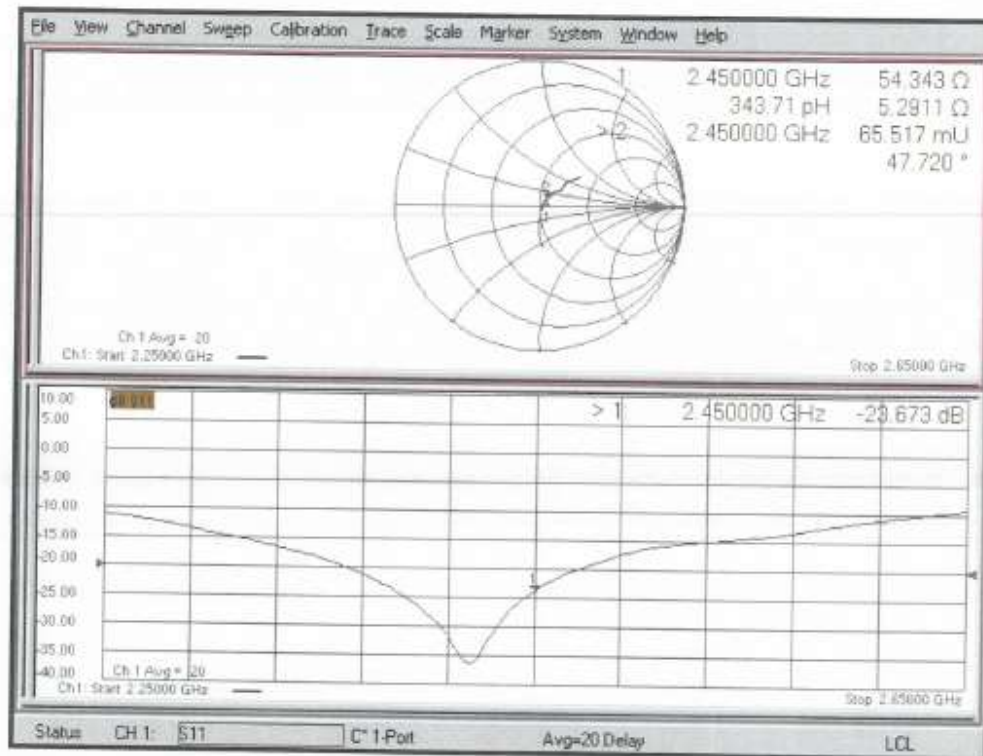 File View Channel Sweep Calibration Trace Scale Marker System Window Help
1 2.450000 GHz 54.343 Ω
343.71 pH 5.2911 Ω
> 2 2.450000 GHz 65.517 mU
47.720 °
Ch 1 Avg = 20
Ch1: Start 2.25000 GHz
Stop 2.65000 GHz
10.00
> 1 2.450000 GHz -23.673 dB
5.00
0.00
-5.00
-10.00
-15.00
-20.00
1
-25.00
-30.00
-35.00
-40.00
Ch 1 Avg = 20
Ch1: Start 2.25000 GHz
Stop 2.65000 GHz
Status CH 1: S11 C* 1-Port Avg=20 Delay LCL